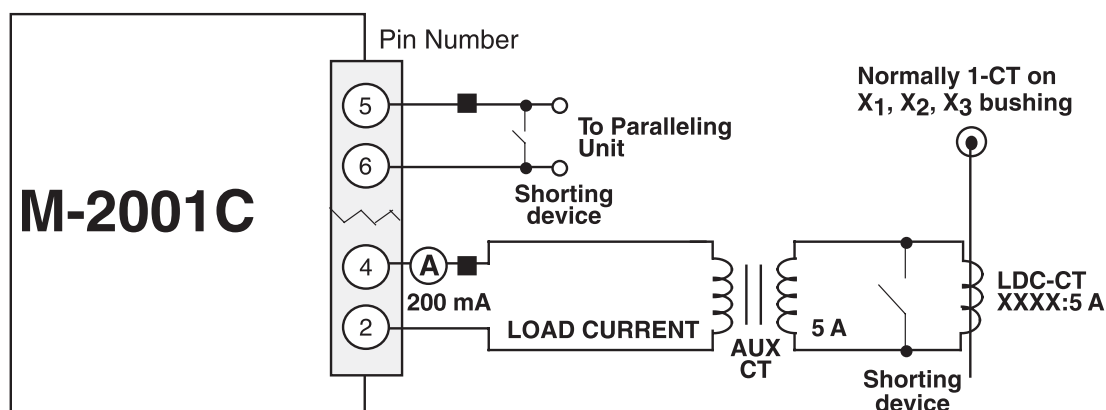 Pin Number
5
6
To Paralleling
Unit
Shorting
device
M-2001C
4
A
200 mA
2
LOAD CURRENT
AUX
CT
5 A
Normally 1-CT on
X1, X2, X3 bushing
LDC-CT
XXXX:5 A
Shorting
device